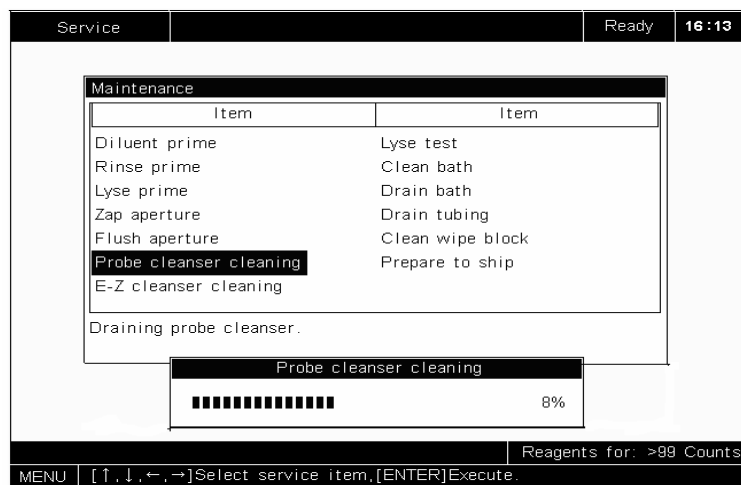 Service Ready 16:13
Maintenance
Item Item
Diluent prime Lyse test
Rinse prime Clean bath
Lyse prime Drain bath
Zap aperture Drain tubing
Flush aperture Clean wipe block
Probe cleanser cleaning Prepare to ship
E-Z cleanser cleaning
Draining probe cleanser.
Probe cleanser cleaning
8%
Reagents for: >99 Counts
MENU [↑,↓,←,→]Select service item,[ENTER]Execute.